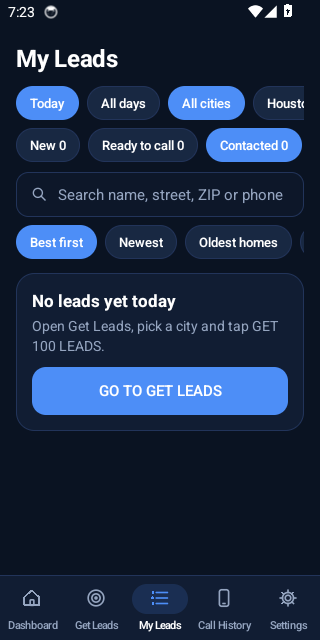 7:23
My Leads
Today All days All cities
New 0 Ready to call 0 Contacted 0
Search name, street, ZIP or phone
Best first Newest Oldest homes
No leads yet today
Open Get Leads, pick a city and tap GET
100 LEADS.
GO TO GET LEADS
Dashboard Get Leads My Leads Call History Settings